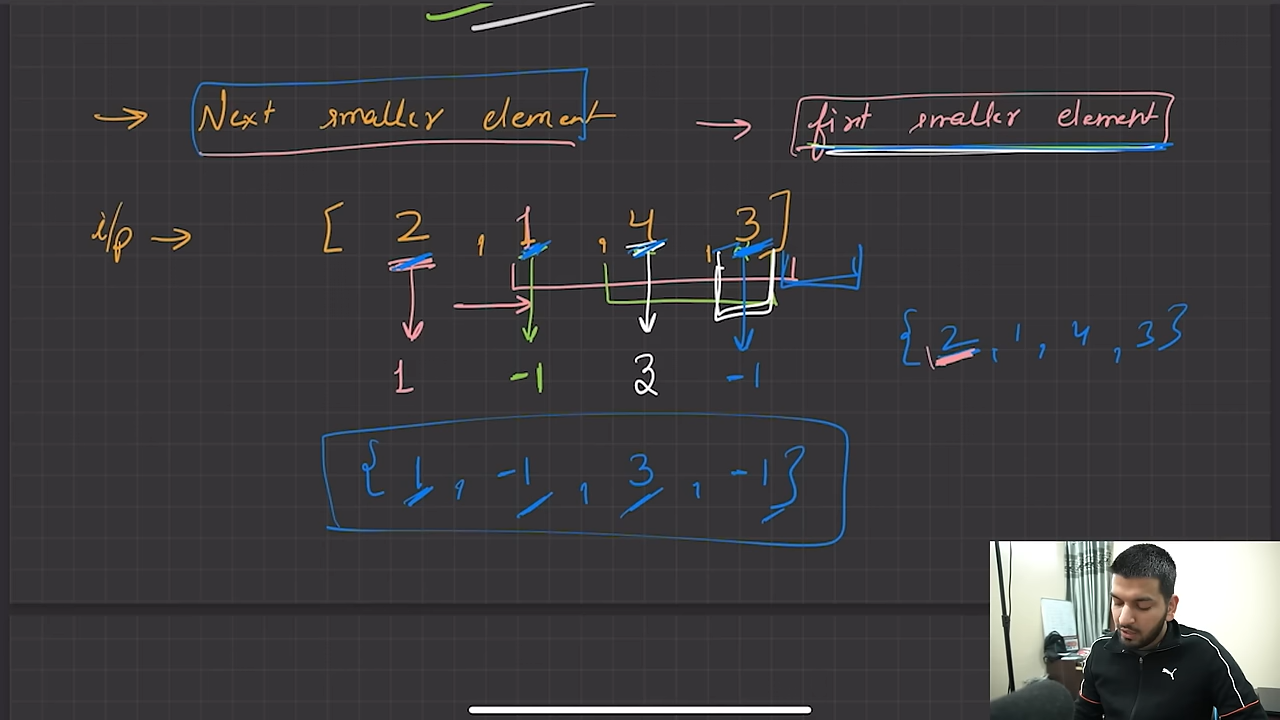 → Next smaller element → first smaller element
i/p → [ 2 , 1 , 4 , 3 ]
{ 2 , 1 , 4 , 3 }
1 -1 3 -1
{ 1 , -1 , 3 , -1 }